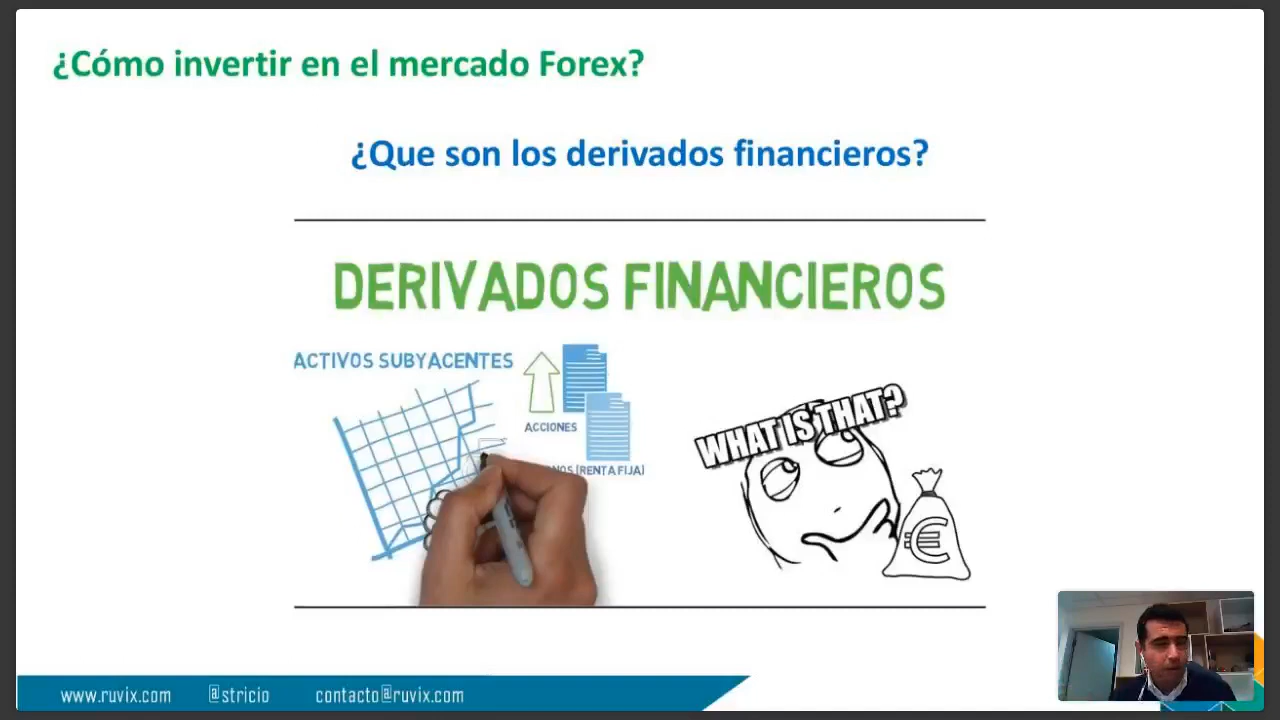 ¿Cómo invertir en el mercado Forex?
¿Que son los derivados financieros?
DERIVADOS FINANCIEROS
ACTIVOS SUBYACENTES
ACCIONES
[RENTA FIJA]
WHAT IS THAT?
€
www.ruvix.com @stricio contacto@ruvix.com